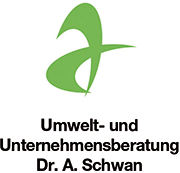 Umwelt- und
Unternehmensberatung
Dr. A. Schwan